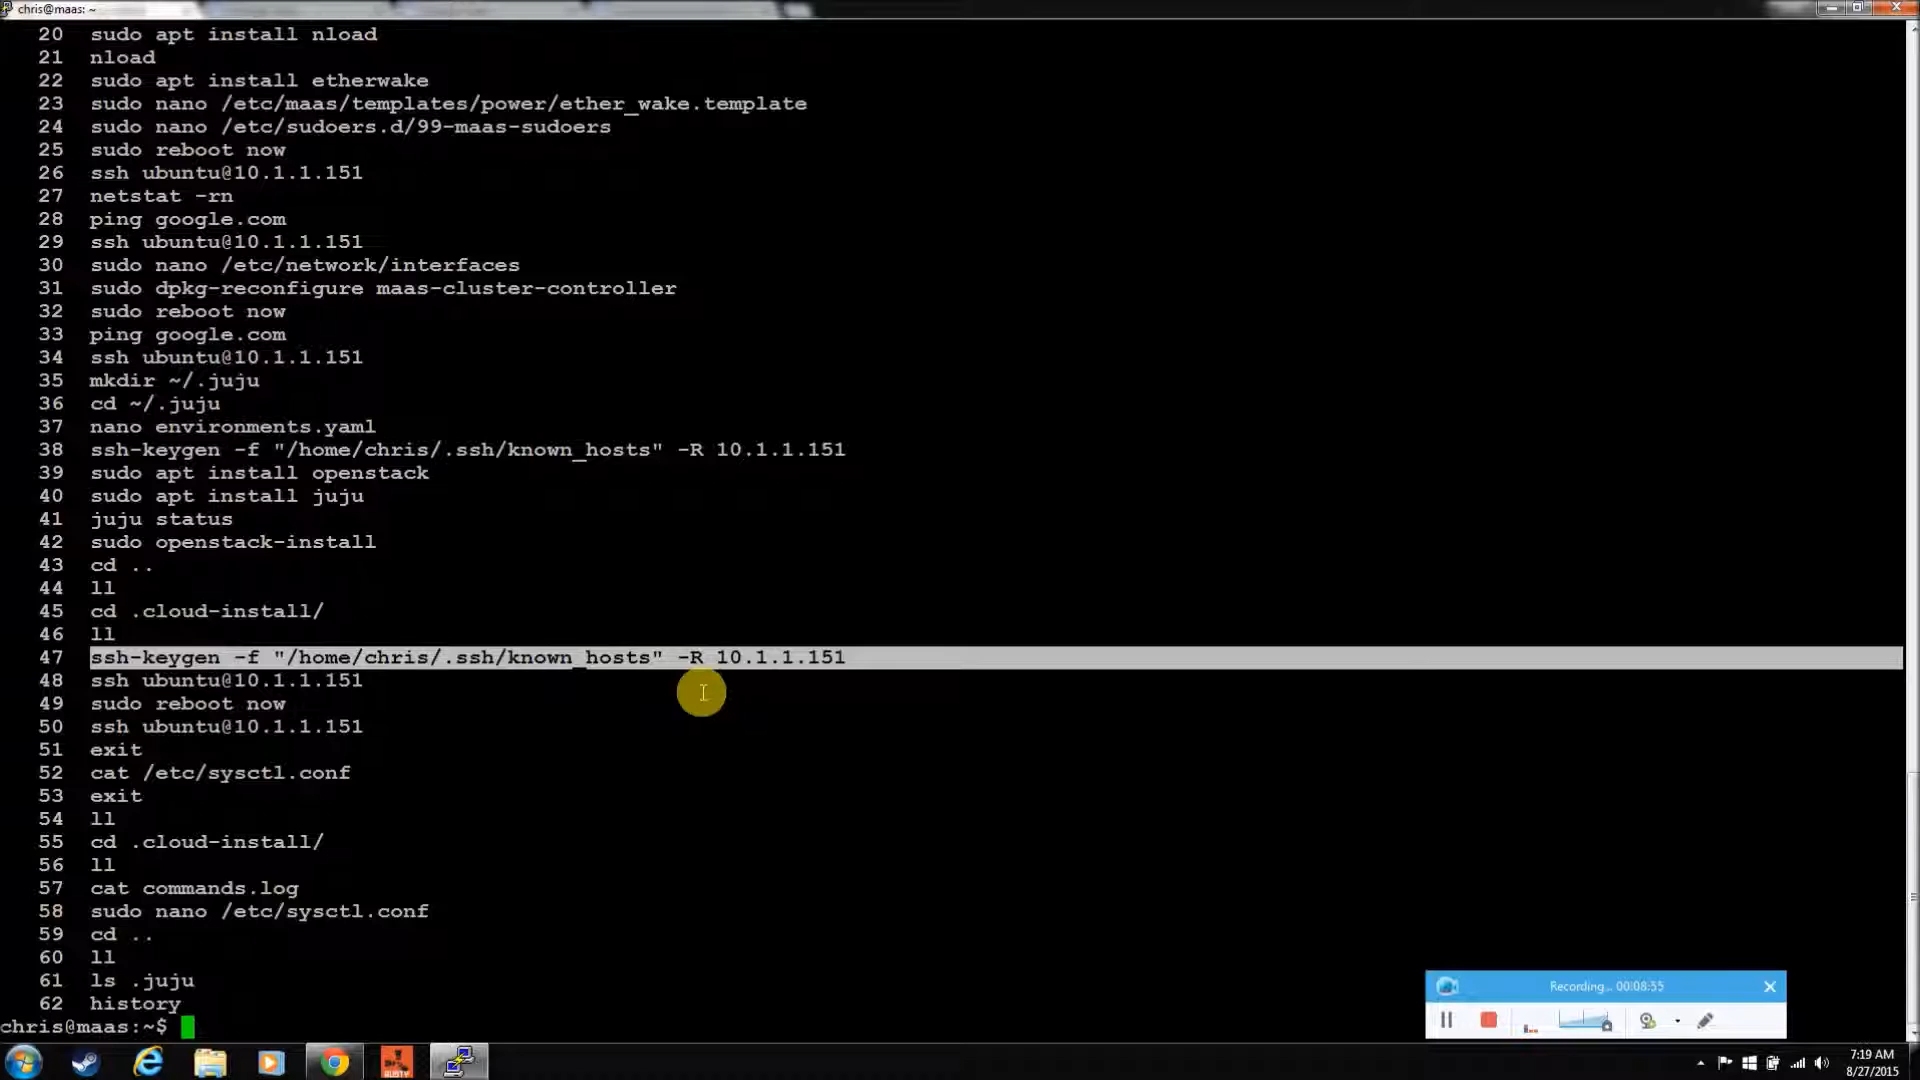 chris@maas: ~
20 sudo apt install nload
21 nload
22 sudo apt install etherwake
23 sudo nano /etc/maas/templates/power/ether_wake.template
24 sudo nano /etc/sudoers.d/99-maas-sudoers
25 sudo reboot now
26 ssh ubuntu@10.1.1.151
27 netstat -rn
28 ping google.com
29 ssh ubuntu@10.1.1.151
30 sudo nano /etc/network/interfaces
31 sudo dpkg-reconfigure maas-cluster-controller
32 sudo reboot now
33 ping google.com
34 ssh ubuntu@10.1.1.151
35 mkdir ~/.juju
36 cd ~/.juju
37 nano environments.yaml
38 ssh-keygen -f "/home/chris/.ssh/known_hosts" -R 10.1.1.151
39 sudo apt install openstack
40 sudo apt install juju
41 juju status
42 sudo openstack-install
43 cd ..
44 ll
45 cd .cloud-install/
46 ll
47 ssh-keygen -f "/home/chris/.ssh/known_hosts" -R 10.1.1.151
48 ssh ubuntu@10.1.1.151
49 sudo reboot now
50 ssh ubuntu@10.1.1.151
51 exit
52 cat /etc/sysctl.conf
53 exit
54 ll
55 cd .cloud-install/
56 ll
57 cat commands.log
58 sudo nano /etc/sysctl.conf
59 cd ..
60 ll
61 ls .juju
62 history
chris@maas:~$
Recording... 00:08:55
7:19 AM
8/27/2015